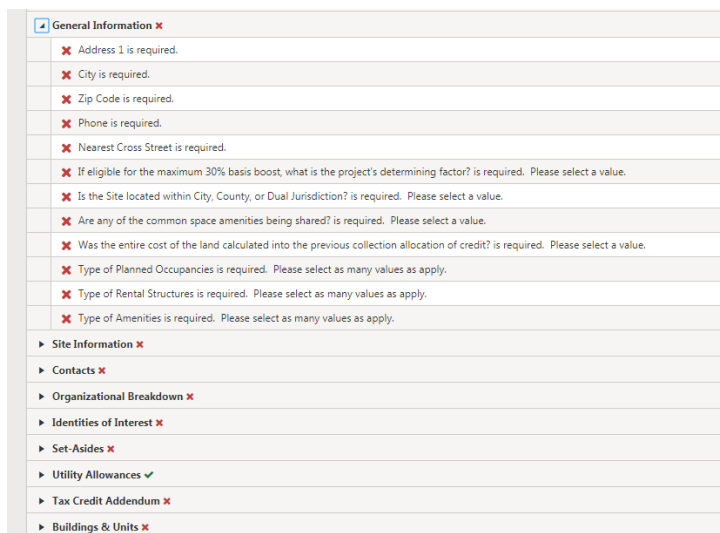 General Information
Address 1 is required.
City is required.
Zip Code is required.
Phone is required.
Nearest Cross Street is required.
If eligible for the maximum 30% basis boost, what is the project's determining factor? is required.  Please select a value.
Is the Site located within City, County, or Dual Jurisdiction? is required.  Please select a value.
Are any of the common space amenities being shared? is required.  Please select a value.
Was the entire cost of the land calculated into the previous collection allocation of credit? is required.  Please select a value.
Type of Planned Occupancies is required.  Please select as many values as apply.
Type of Rental Structures is required.  Please select as many values as apply.
Type of Amenities is required.  Please select as many values as apply.
Site Information
Contacts
Organizational Breakdown
Identities of Interest
Set-Asides
Utility Allowances
Tax Credit Addendum
Buildings & Units